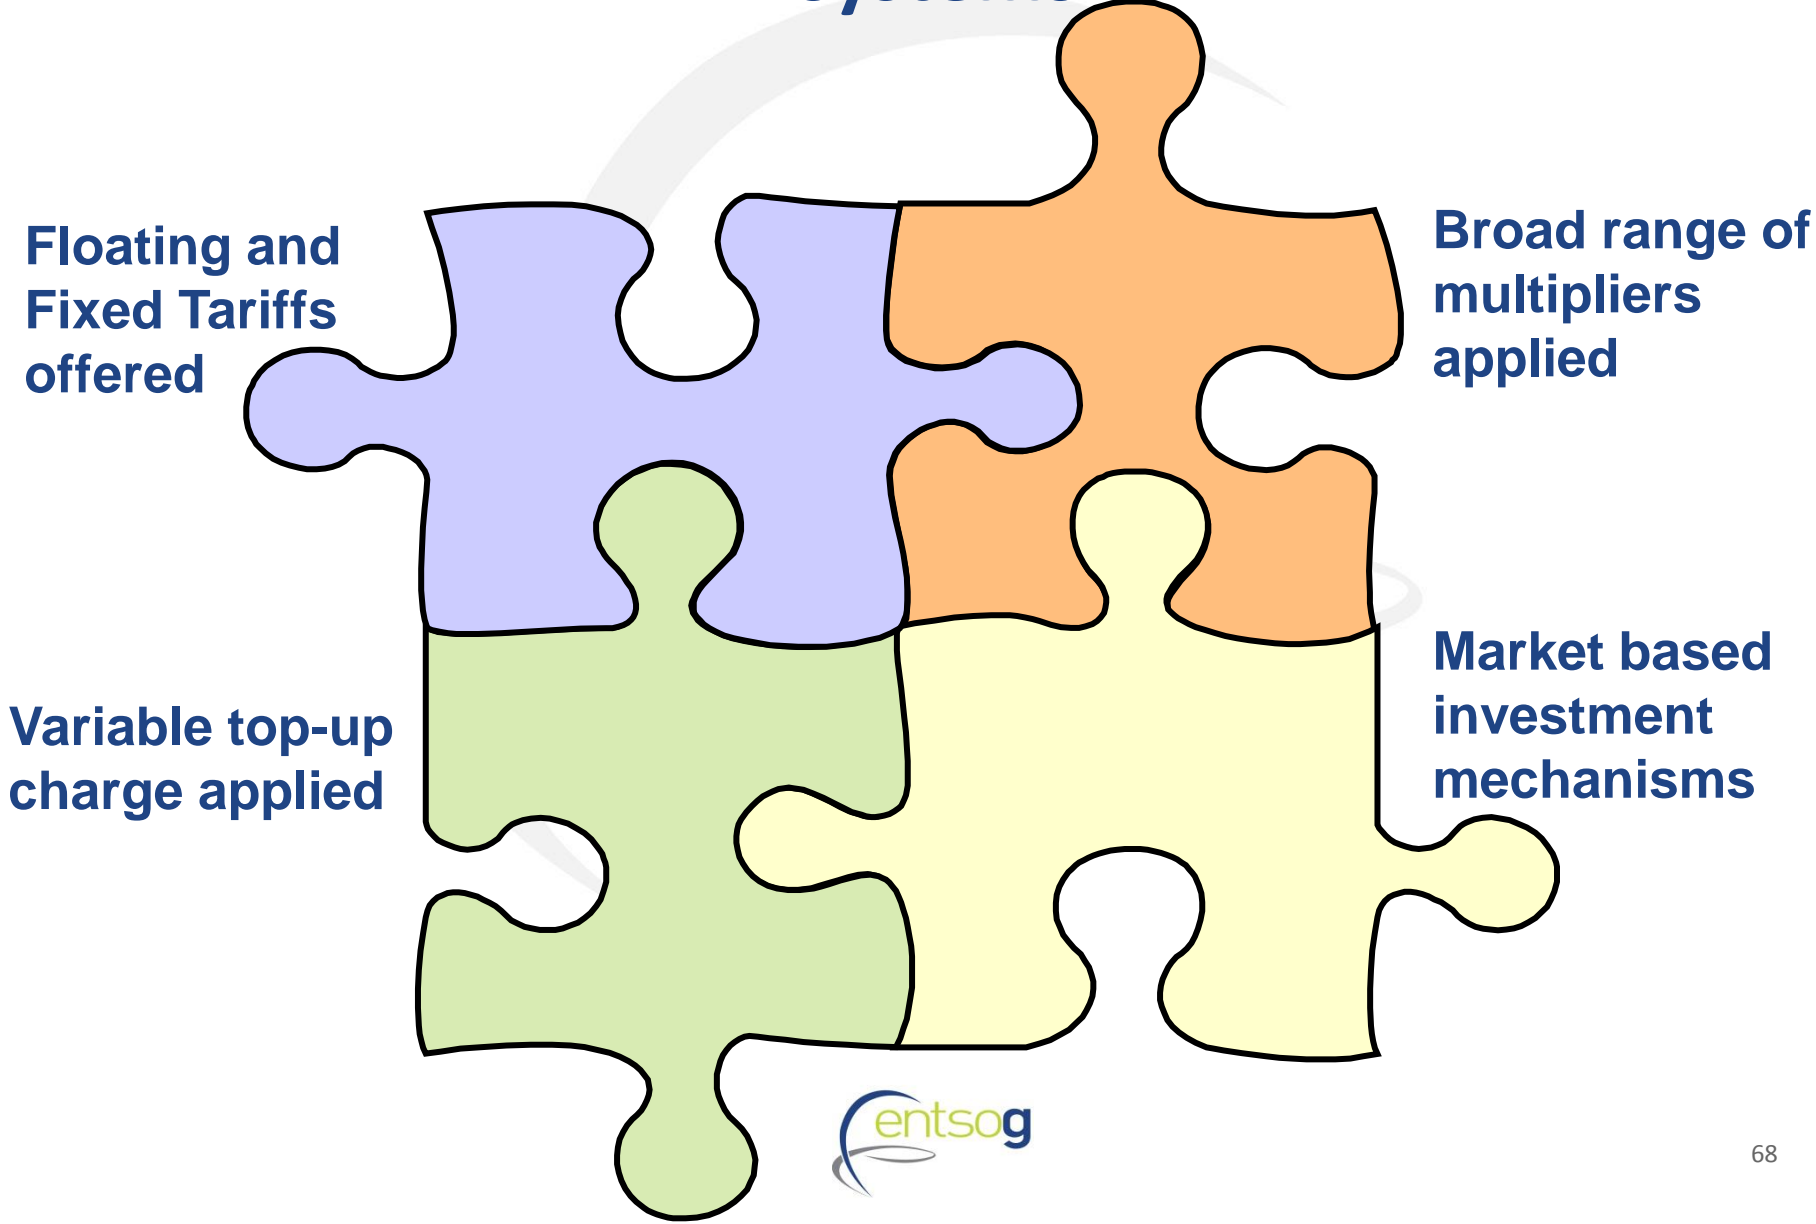 Floating and
Fixed Tariffs
offered
Broad range of
multipliers
applied
Variable top-up
charge applied
Market based
investment
mechanisms
entsog
68